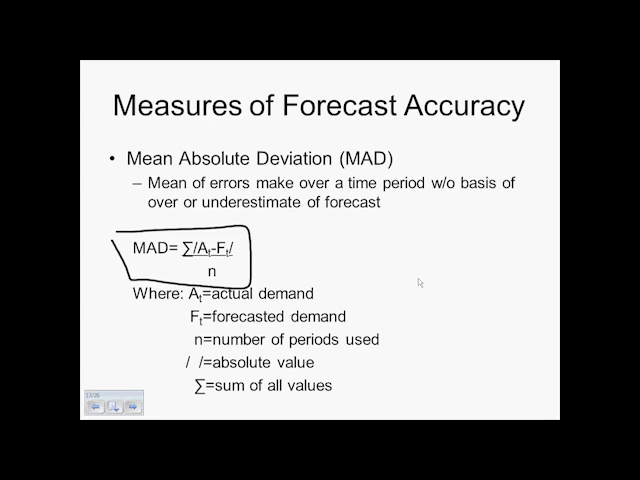 Measures of Forecast Accuracy
• Mean Absolute Deviation (MAD)
– Mean of errors make over a time period w/o basis of
over or underestimate of forecast
MAD= ∑/At-Ft/
n
Where: At=actual demand
Ft=forecasted demand
n=number of periods used
/ /=absolute value
∑=sum of all values
17/26